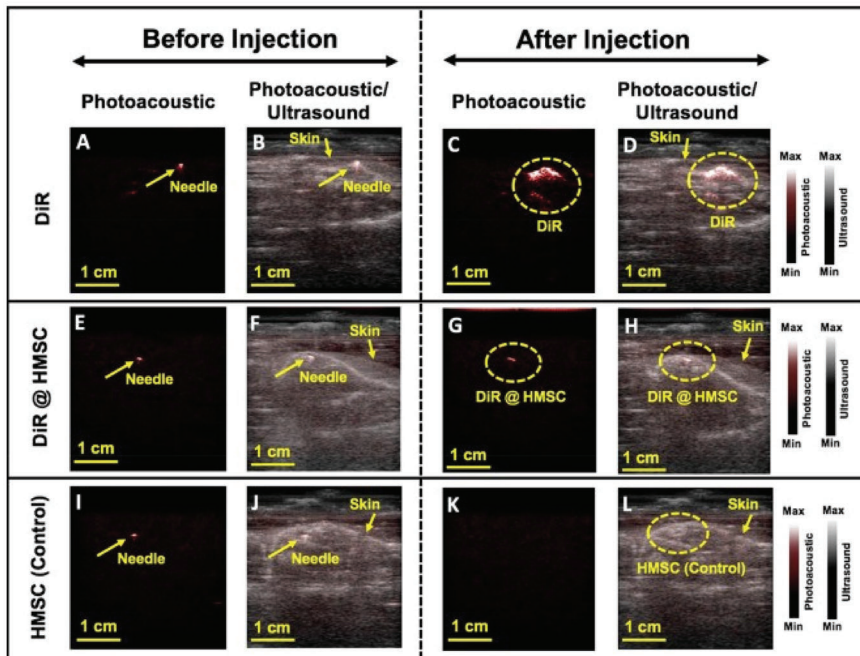 Before Injection
After Injection
Photoacoustic
Photoacoustic/
Ultrasound
Photoacoustic
Photoacoustic/
Ultrasound
DiR
A
Needle
1 cm
B
Skin
Needle
1 cm
C
DiR
1 cm
D
Skin
DiR
1 cm
Max
Max
Photoacoustic
Ultrasound
Min
Min
DiR @ HMSC
E
Needle
1 cm
F
Skin
Needle
1 cm
G
DiR @ HMSC
1 cm
H
Skin
DiR @ HMSC
1 cm
Max
Max
Photoacoustic
Ultrasound
Min
Min
HMSC (Control)
I
Needle
1 cm
J
Skin
Needle
1 cm
K
1 cm
L
Skin
HMSC (Control)
1 cm
Max
Max
Photoacoustic
Ultrasound
Min
Min